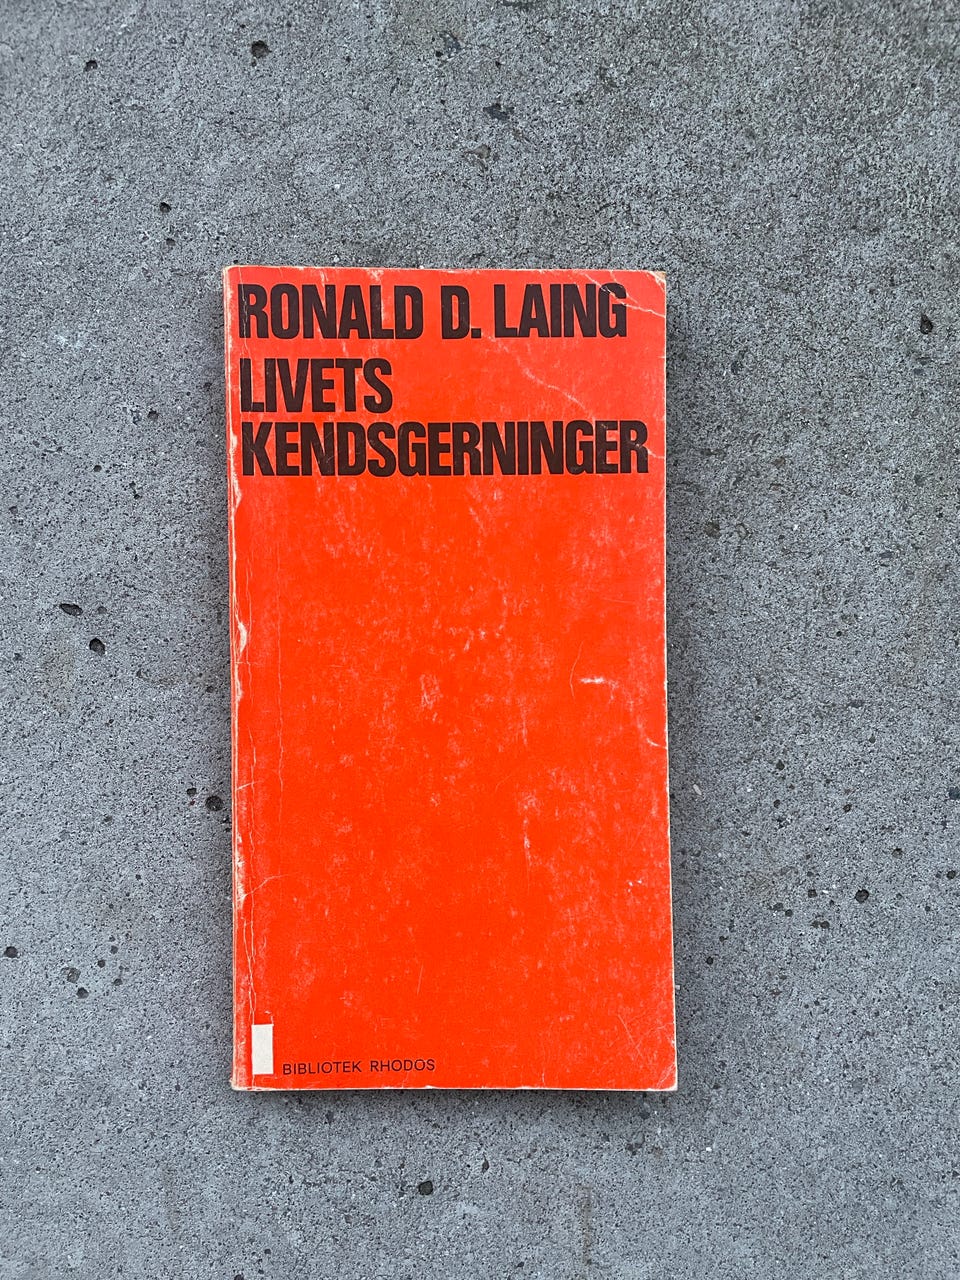 RONALD D. LAING
LIVETS
KENDSGERNINGER
BIBLIOTEK RHODOS